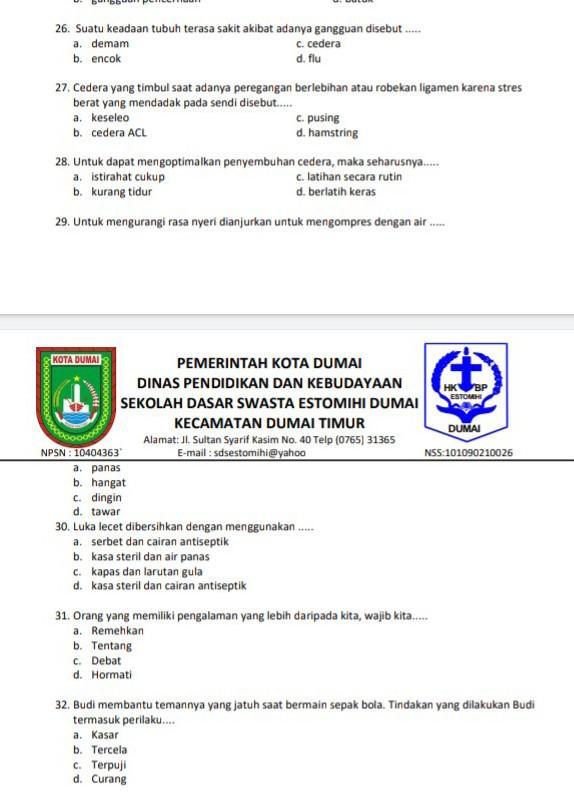 26. Suatu keadaan tubuh terasa sakit akibat adanya gangguan disebut .....
a. demam c. cedera
b. encok d. flu
27. Cedera yang timbul saat adanya peregangan berlebihan atau robekan ligamen karena stres
berat yang mendadak pada sendi disebut.....
a. keseleo c. pusing
b. cedera ACL d. hamstring
28. Untuk dapat mengoptimalkan penyembuhan cedera, maka seharusnya.....
a. istirahat cukup c. latihan secara rutin
b. kurang tidur d. berlatih keras
29. Untuk mengurangi rasa nyeri dianjurkan untuk mengompres dengan air .....
KOTA DUMAI
PEMERINTAH KOTA DUMAI
DINAS PENDIDIKAN DAN KEBUDAYAAN
SEKOLAH DASAR SWASTA ESTOMIHI DUMAI
KECAMATAN DUMAI TIMUR
HK BP
ESTOMIHI
DUMAI
Alamat: Jl. Sultan Syarif Kasim No. 40 Telp (0765) 31365
NPSN : 10404363` E-mail : sdsestomihi@yahoo NSS:101090210026
a. panas
b. hangat
c. dingin
d. tawar
30. Luka lecet dibersihkan dengan menggunakan .....
a. serbet dan cairan antiseptik
b. kasa steril dan air panas
c. kapas dan larutan gula
d. kasa steril dan cairan antiseptik
31. Orang yang memiliki pengalaman yang lebih daripada kita, wajib kita.....
a. Remehkan
b. Tentang
c. Debat
d. Hormati
32. Budi membantu temannya yang jatuh saat bermain sepak bola. Tindakan yang dilakukan Budi
termasuk perilaku....
a. Kasar
b. Tercela
c. Terpuji
d. Curang